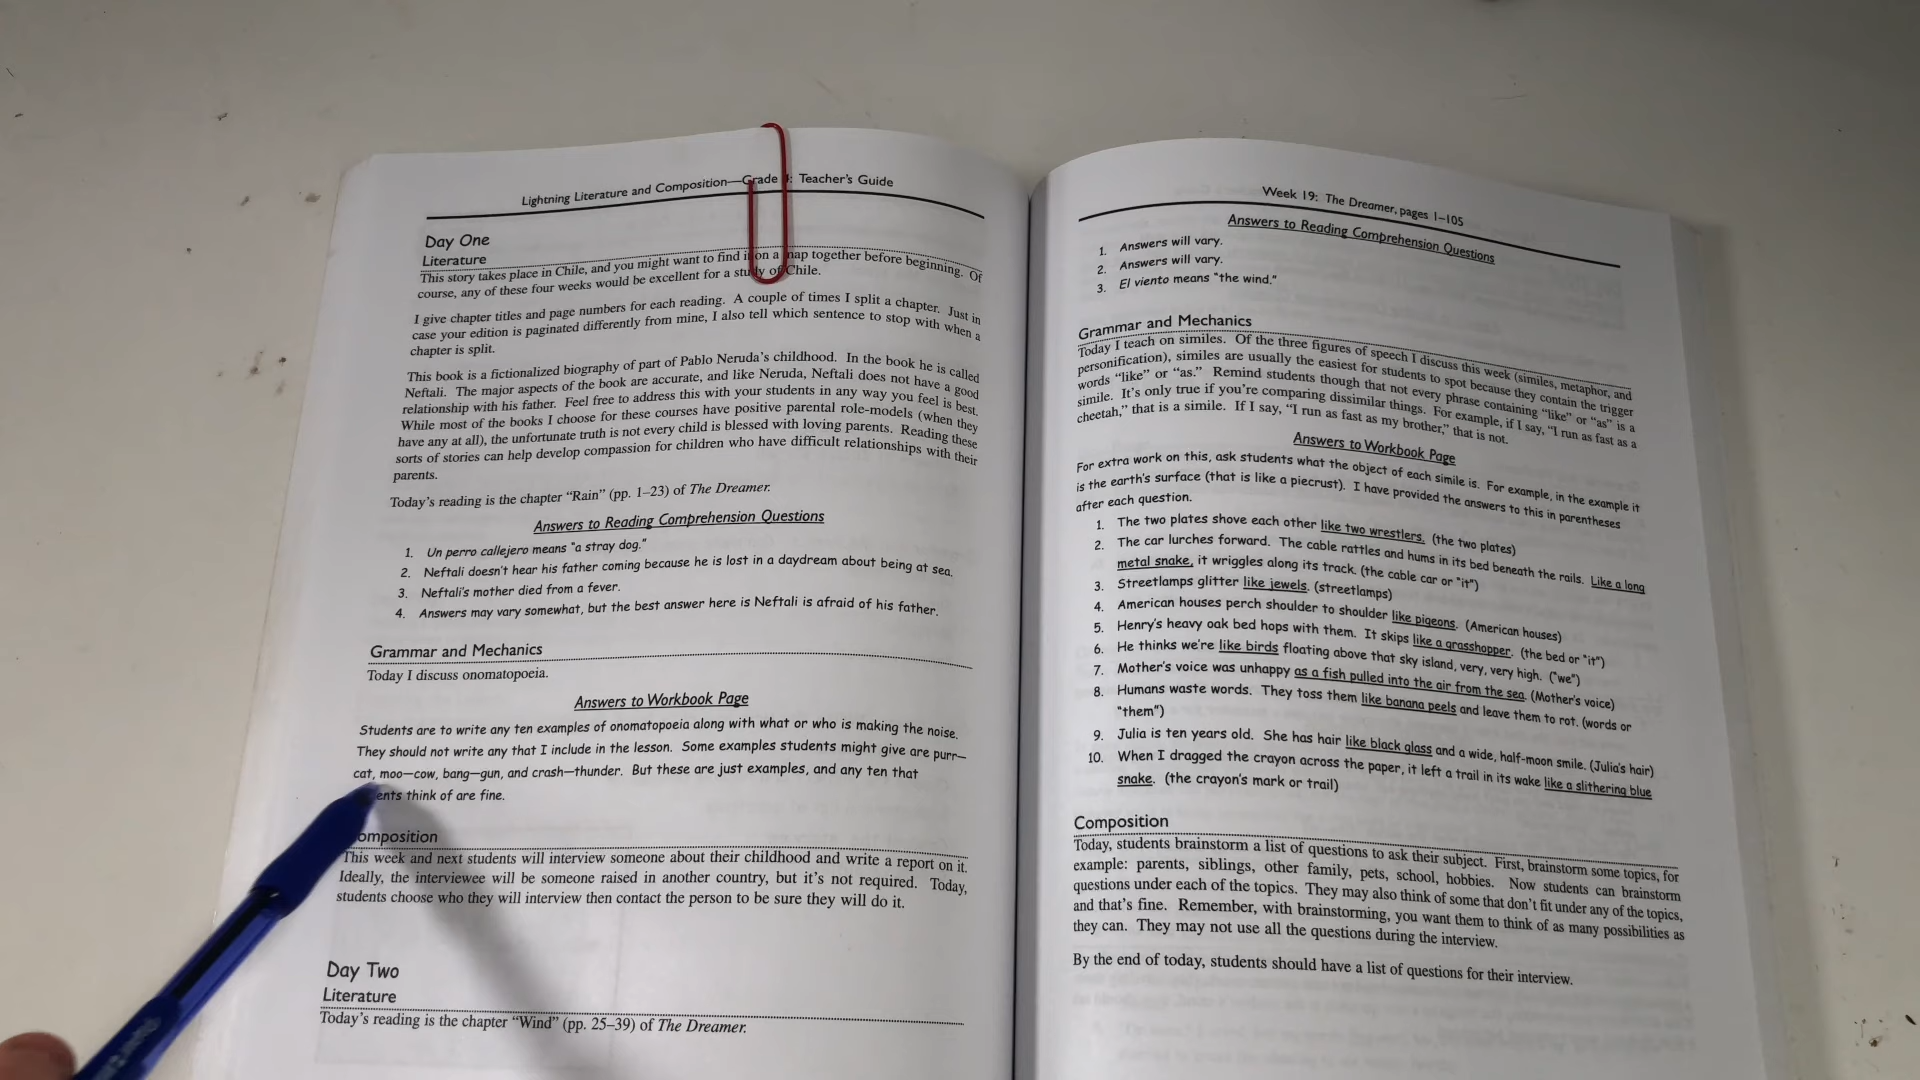 Lightning Literature and Composition—Grade 4: Teacher's Guide
Day One
Literature
This story takes place in Chile, and you might want to find it on a map together before beginning. Of
course, any of these four weeks would be excellent for a study of Chile.
I give chapter titles and page numbers for each reading. A couple of times I split a chapter. Just in
case your edition is paginated differently from mine, I also tell which sentence to stop with when a
chapter is split.
This book is a fictionalized biography of part of Pablo Neruda's childhood. In the book he is called
Neftali. The major aspects of the book are accurate, and like Neruda, Neftali does not have a good
relationship with his father. Feel free to address this with your students in any way you feel is best.
While most of the books I choose for these courses have positive parental role-models (when they
have any at all), the unfortunate truth is not every child is blessed with loving parents. Reading these
sorts of stories can help develop compassion for children who have difficult relationships with their
parents.
Today's reading is the chapter “Rain” (pp. 1–23) of The Dreamer.
Answers to Reading Comprehension Questions
1. Un perro callejero means “a stray dog.”
2. Neftali doesn't hear his father coming because he is lost in a daydream about being at sea.
3. Neftali's mother died from a fever.
4. Answers may vary somewhat, but the best answer here is Neftali is afraid of his father.
Grammar and Mechanics
Today I discuss onomatopoeia.
Answers to Workbook Page
Students are to write any ten examples of onomatopoeia along with what or who is making the noise.
They should not write any that I include in the lesson. Some examples students might give are purr—
cat, moo—cow, bang—gun, and crash—thunder. But these are just examples, and any ten that
ents think of are fine.
omposition
This week and next students will interview someone about their childhood and write a report on it.
Ideally, the interviewee will be someone raised in another country, but it's not required. Today,
students choose who they will interview then contact the person to be sure they will do it.
Day Two
Literature
Today's reading is the chapter “Wind” (pp. 25–39) of The Dreamer.
Week 19: The Dreamer, pages 1–105
Answers to Reading Comprehension Questions
1. Answers will vary.
2. Answers will vary.
3. El viento means “the wind.”
Grammar and Mechanics
Today I teach on similes. Of the three figures of speech I discuss this week (similes, metaphor, and
personification), similes are usually the easiest for students to spot because they contain the trigger
words “like” or “as.” Remind students though that not every phrase containing “like” or “as” is a
simile. It's only true if you're comparing dissimilar things. For example, if I say, “I run as fast as a
cheetah,” that is a simile. If I say, “I run as fast as my brother,” that is not.
Answers to Workbook Page
For extra work on this, ask students what the object of each simile is. For example, in the example it
is the earth's surface (that is like a piecrust). I have provided the answers to this in parentheses
after each question.
1. The two plates shove each other like two wrestlers. (the two plates)
2. The car lurches forward. The cable rattles and hums in its bed beneath the rails. Like a long
metal snake, it wriggles along its track. (the cable car or “it”)
3. Streetlamps glitter like jewels. (streetlamps)
4. American houses perch shoulder to shoulder like pigeons. (American houses)
5. Henry's heavy oak bed hops with them. It skips like a grasshopper. (the bed or “it”)
6. He thinks we're like birds floating above that sky island, very, very high. (“we”)
7. Mother's voice was unhappy as a fish pulled into the air from the sea. (Mother's voice)
8. Humans waste words. They toss them like banana peels and leave them to rot. (words or
“them”)
9. Julia is ten years old. She has hair like black glass and a wide, half-moon smile. (Julia's hair)
10. When I dragged the crayon across the paper, it left a trail in its wake like a slithering blue
snake. (the crayon's mark or trail)
Composition
Today, students brainstorm a list of questions to ask their subject. First, brainstorm some topics, for
example: parents, siblings, other family, pets, school, hobbies. Now students can brainstorm
questions under each of the topics. They may also think of some that don't fit under any of the topics,
and that's fine. Remember, with brainstorming, you want them to think of as many possibilities as
they can. They may not use all the questions during the interview.
By the end of today, students should have a list of questions for their interview.